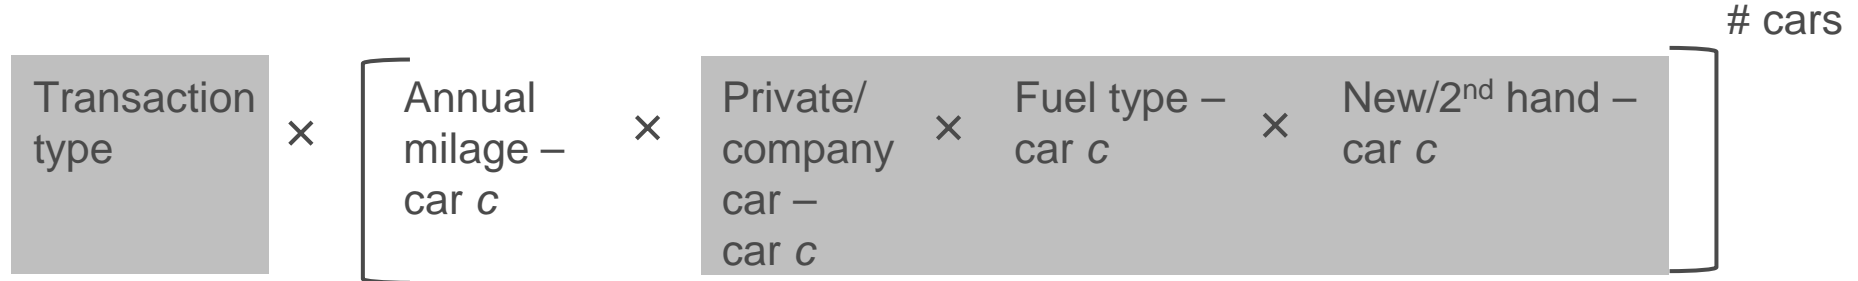 # cars
Transaction
type
×
Annual
milage –
car c
×
Private/
company
car –
car c
×
Fuel type –
car c
×
New/2nd hand –
car c